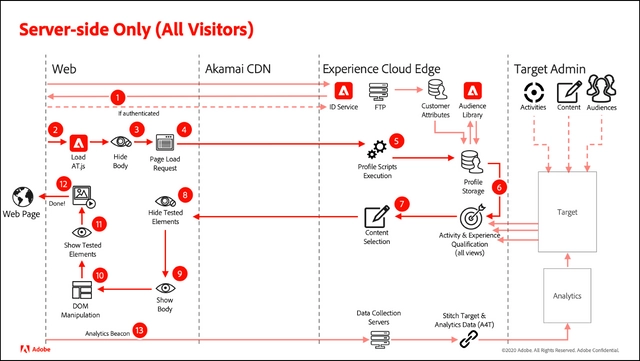 Server-side Only (All Visitors)
Web
Akamai CDN
Experience Cloud Edge
Target Admin
1
If authenticated
ID Service
FTP
Customer
Attributes
Audience
Library
Activities
Content
Audiences
2
Load
AT.js
3
Hide
Body
4
Page Load
Request
5
Profile Scripts
Execution
Profile
Storage
6
12
Done!
Web Page
11
Show Tested
Elements
8
Hide Tested
Elements
7
Content
Selection
Activity & Experience
Qualification
(all views)
Target
10
DOM
Manipulation
9
Show
Body
Analytics
Analytics Beacon
13
Data Collection
Servers
Stitch Target &
Analytics Data (A4T)
Adobe
©2020 Adobe. All Rights Reserved. Adobe Confidential.